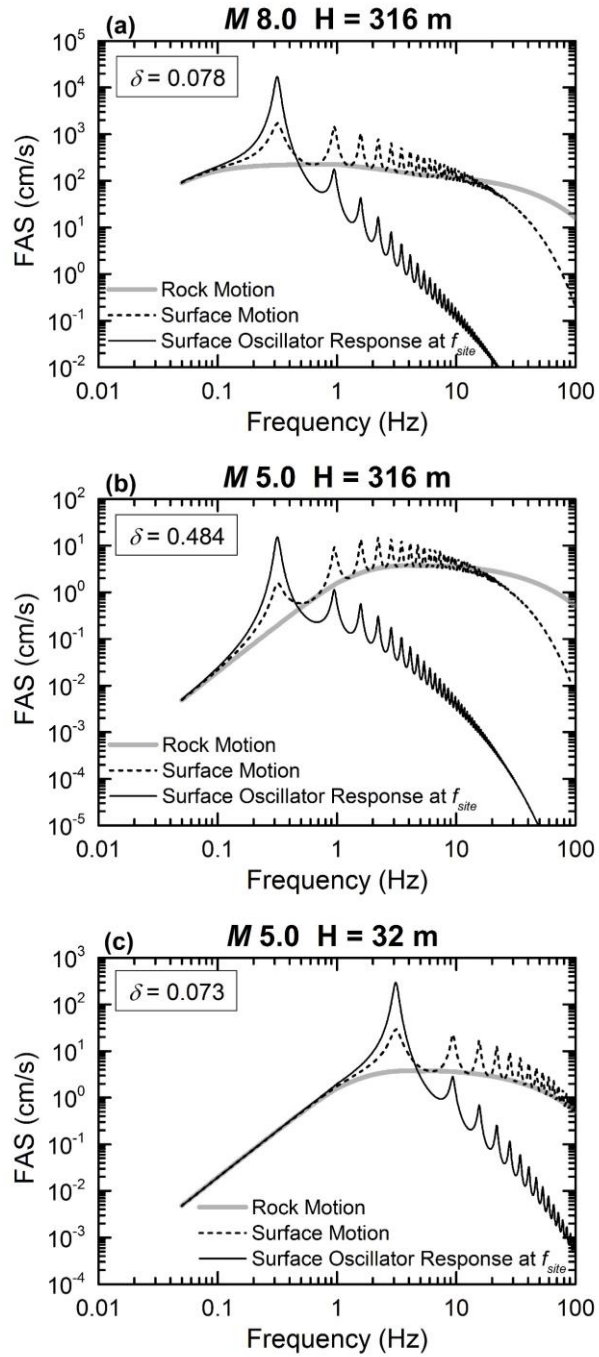 (a) M 8.0 H = 316 m
δ = 0.078
10^5
10^4
10^3
10^2
10^1
10^0
10^-1
10^-2
FAS (cm/s)
Rock Motion
Surface Motion
Surface Oscillator Response at f_site
0.01 0.1 1 10 100
Frequency (Hz)
(b) M 5.0 H = 316 m
δ = 0.484
10^2
10^1
10^0
10^-1
10^-2
10^-3
10^-4
10^-5
FAS (cm/s)
Rock Motion
Surface Motion
Surface Oscillator Response at f_site
0.01 0.1 1 10 100
Frequency (Hz)
(c) M 5.0 H = 32 m
δ = 0.073
10^3
10^2
10^1
10^0
10^-1
10^-2
10^-3
10^-4
FAS (cm/s)
Rock Motion
Surface Motion
Surface Oscillator Response at f_site
0.01 0.1 1 10 100
Frequency (Hz)